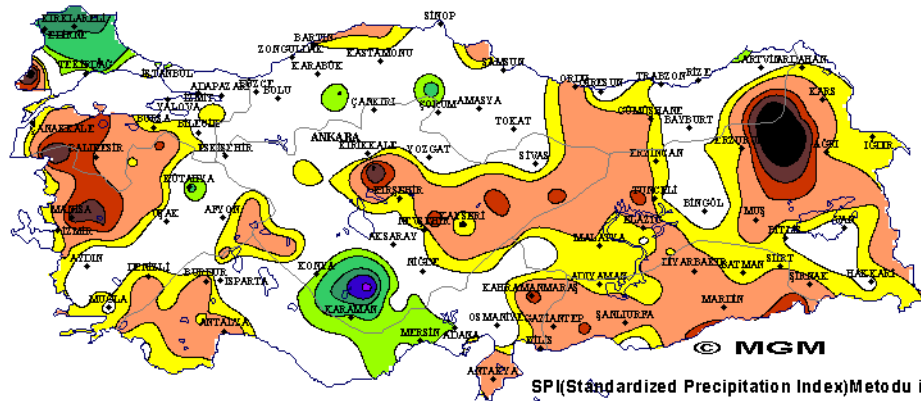 SİNOP
KIRKLARELİ
EDİRNE
BARTIN
ZONGULDAK
KASTAMONU
TEKİRDAĞ
İSTANBUL
KARABÜK
SAMSUN
ARTVİN
ARDAHAN
ADAPAZARI
DÜZCE
BOLU
ORDU
GİRESUN
TRABZON
RİZE
KARS
YALOVA
ÇANKIRI
ÇORUM
AMASYA
GÜMÜŞHANE
BAYBURT
ÇANAKKALE
BURSA
BİLECİK
TOKAT
ANKARA
ERZURUM
IĞDIR
BALIKESİR
ESKİŞEHİR
KIRIKKALE
YOZGAT
SİVAS
ERZİNCAN
AĞRI
KÜTAHYA
KIRŞEHİR
TUNCELİ
BİNGÖL
MANİSA
UŞAK
AFYON
NEVŞEHİR
KAYSERİ
ELAZIĞ
MUŞ
VAN
İZMİR
AKSARAY
MALATYA
BİTLİS
AYDIN
DENİZLİ
BURDUR
ISPARTA
KONYA
NİĞDE
ADIYAMAN
DİYARBAKIR
BATMAN
SİİRT
ŞIRNAK
HAKKARİ
MUĞLA
KAHRAMANMARAŞ
ANTALYA
KARAMAN
OSMANİYE
GAZİANTEP
ŞANLIURFA
MARDİN
MERSİN
ADANA
KİLİS
© MGM
ANTAKYA
SPI(Standardized Precipitation Index)Metodu i